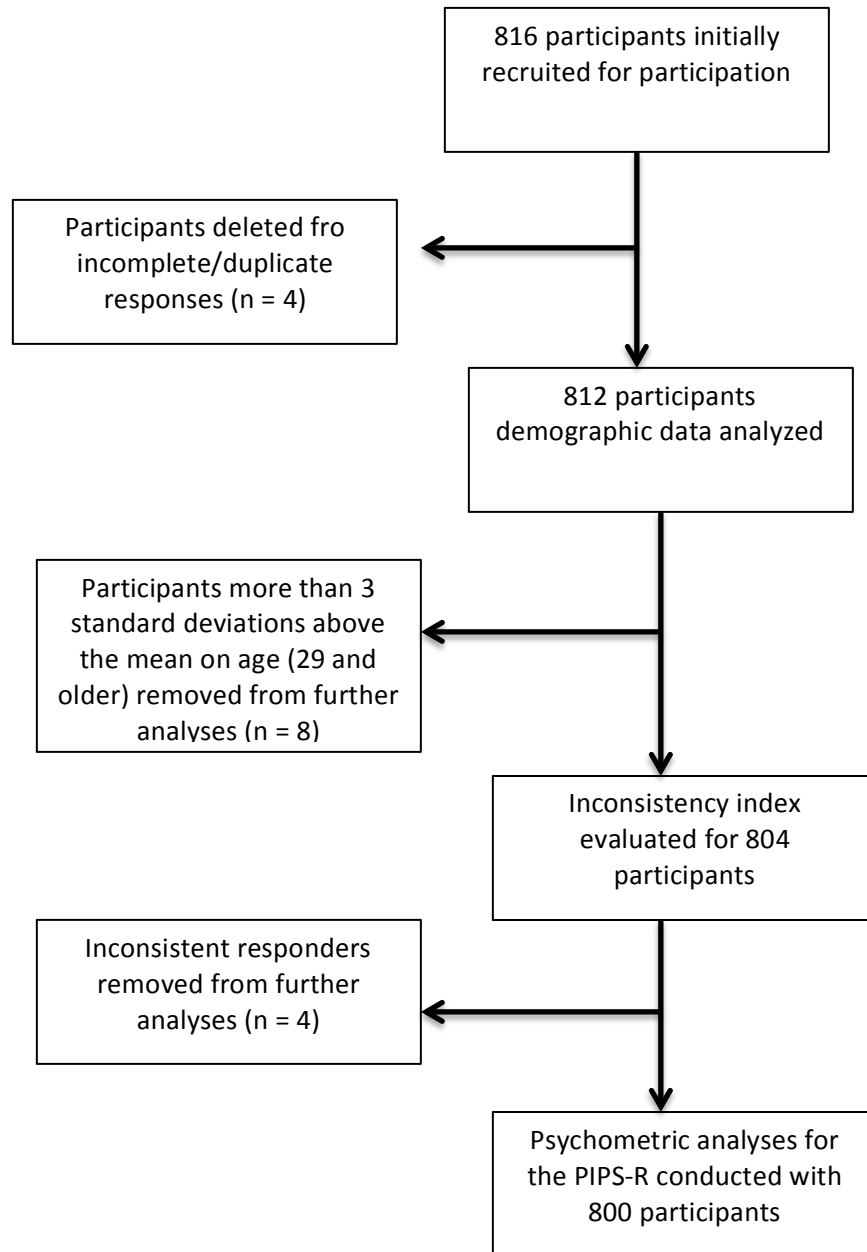 816 participants initially
recruited for participation
Participants deleted fro
incomplete/duplicate
responses (n = 4)
812 participants
demographic data analyzed
Participants more than 3
standard deviations above
the mean on age (29 and
older) removed from further
analyses (n = 8)
Inconsistency index
evaluated for 804
participants
Inconsistent responders
removed from further
analyses (n = 4)
Psychometric analyses for
the PIPS-R conducted with
800 participants